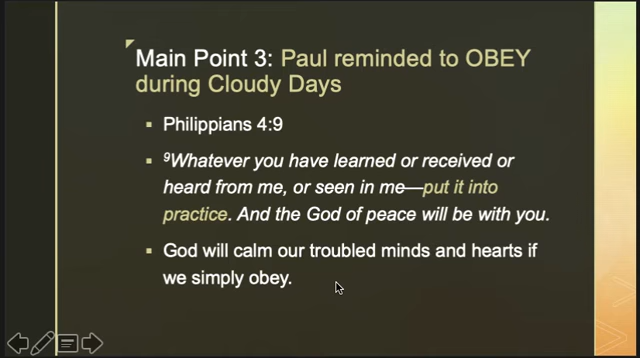 Main Point 3: Paul reminded to OBEY
during Cloudy Days
Philippians 4:9
⁹Whatever you have learned or received or
heard from me, or seen in me—put it into
practice. And the God of peace will be with you.
God will calm our troubled minds and hearts if
we simply obey.